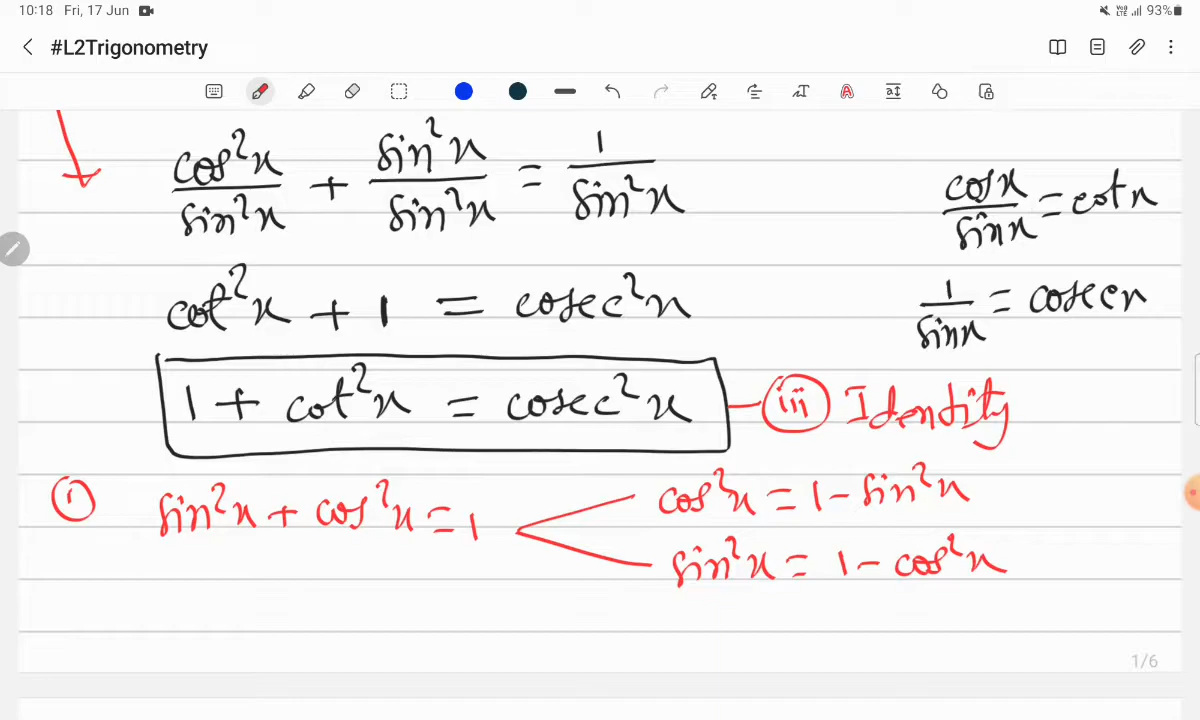 10:18 Fri, 17 Jun 93%
#L2Trigonometry
cos²x/sin²x + sin²x/sin²x = 1/sin²x
cosx/sinx = cotx
cot²x + 1 = cosec²x
1/sinx = cosecx
1 + cot²x = cosec²x — (iii) Identity
(i) sin²x + cos²x = 1
cos²x = 1 - sin²x
sin²x = 1 - cos²x
1/6